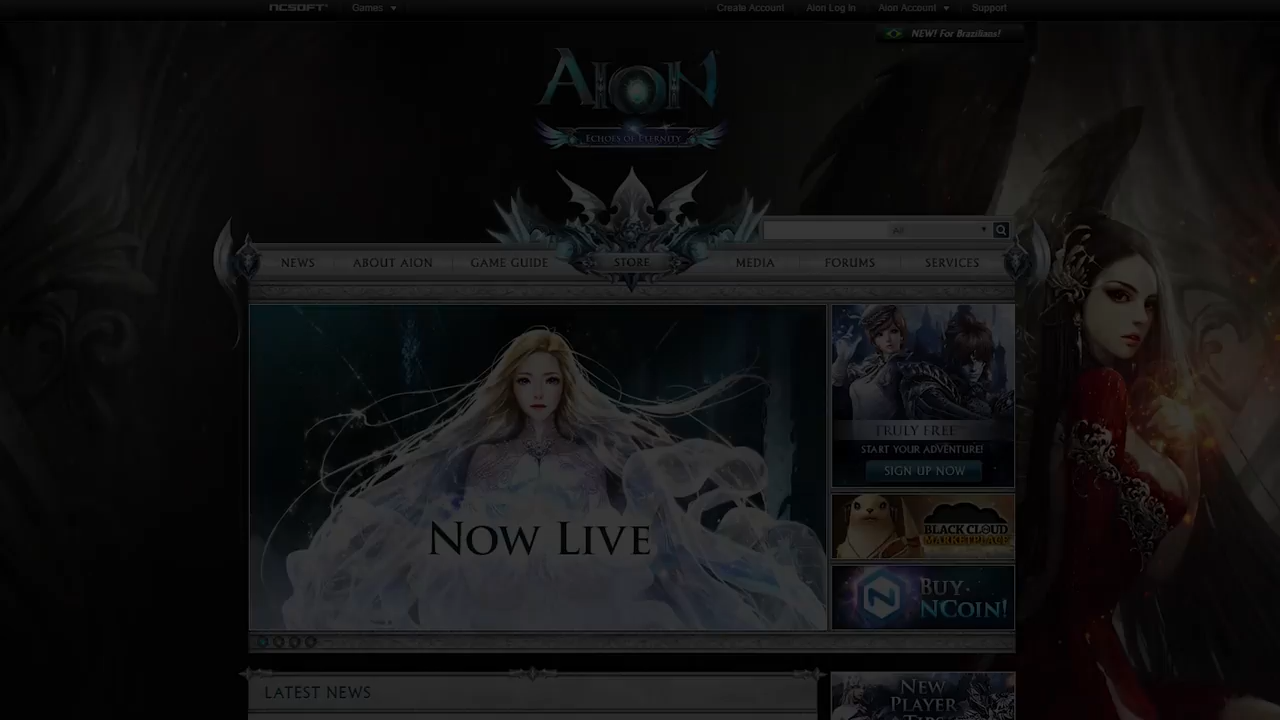 NCSOFT
Games
Create Account
Aion Log In
Aion Account
Support
NEW! For Brazilians!
AION
ECHOES OF ETERNITY
All
NEWS
ABOUT AION
GAME GUIDE
STORE
MEDIA
FORUMS
SERVICES
NOW LIVE
TRULY FREE
START YOUR ADVENTURE!
SIGN UP NOW
BLACK CLOUD
MARKETPLACE
BUY
NCOIN!
LATEST NEWS
NEW
PLAYER
TIPS